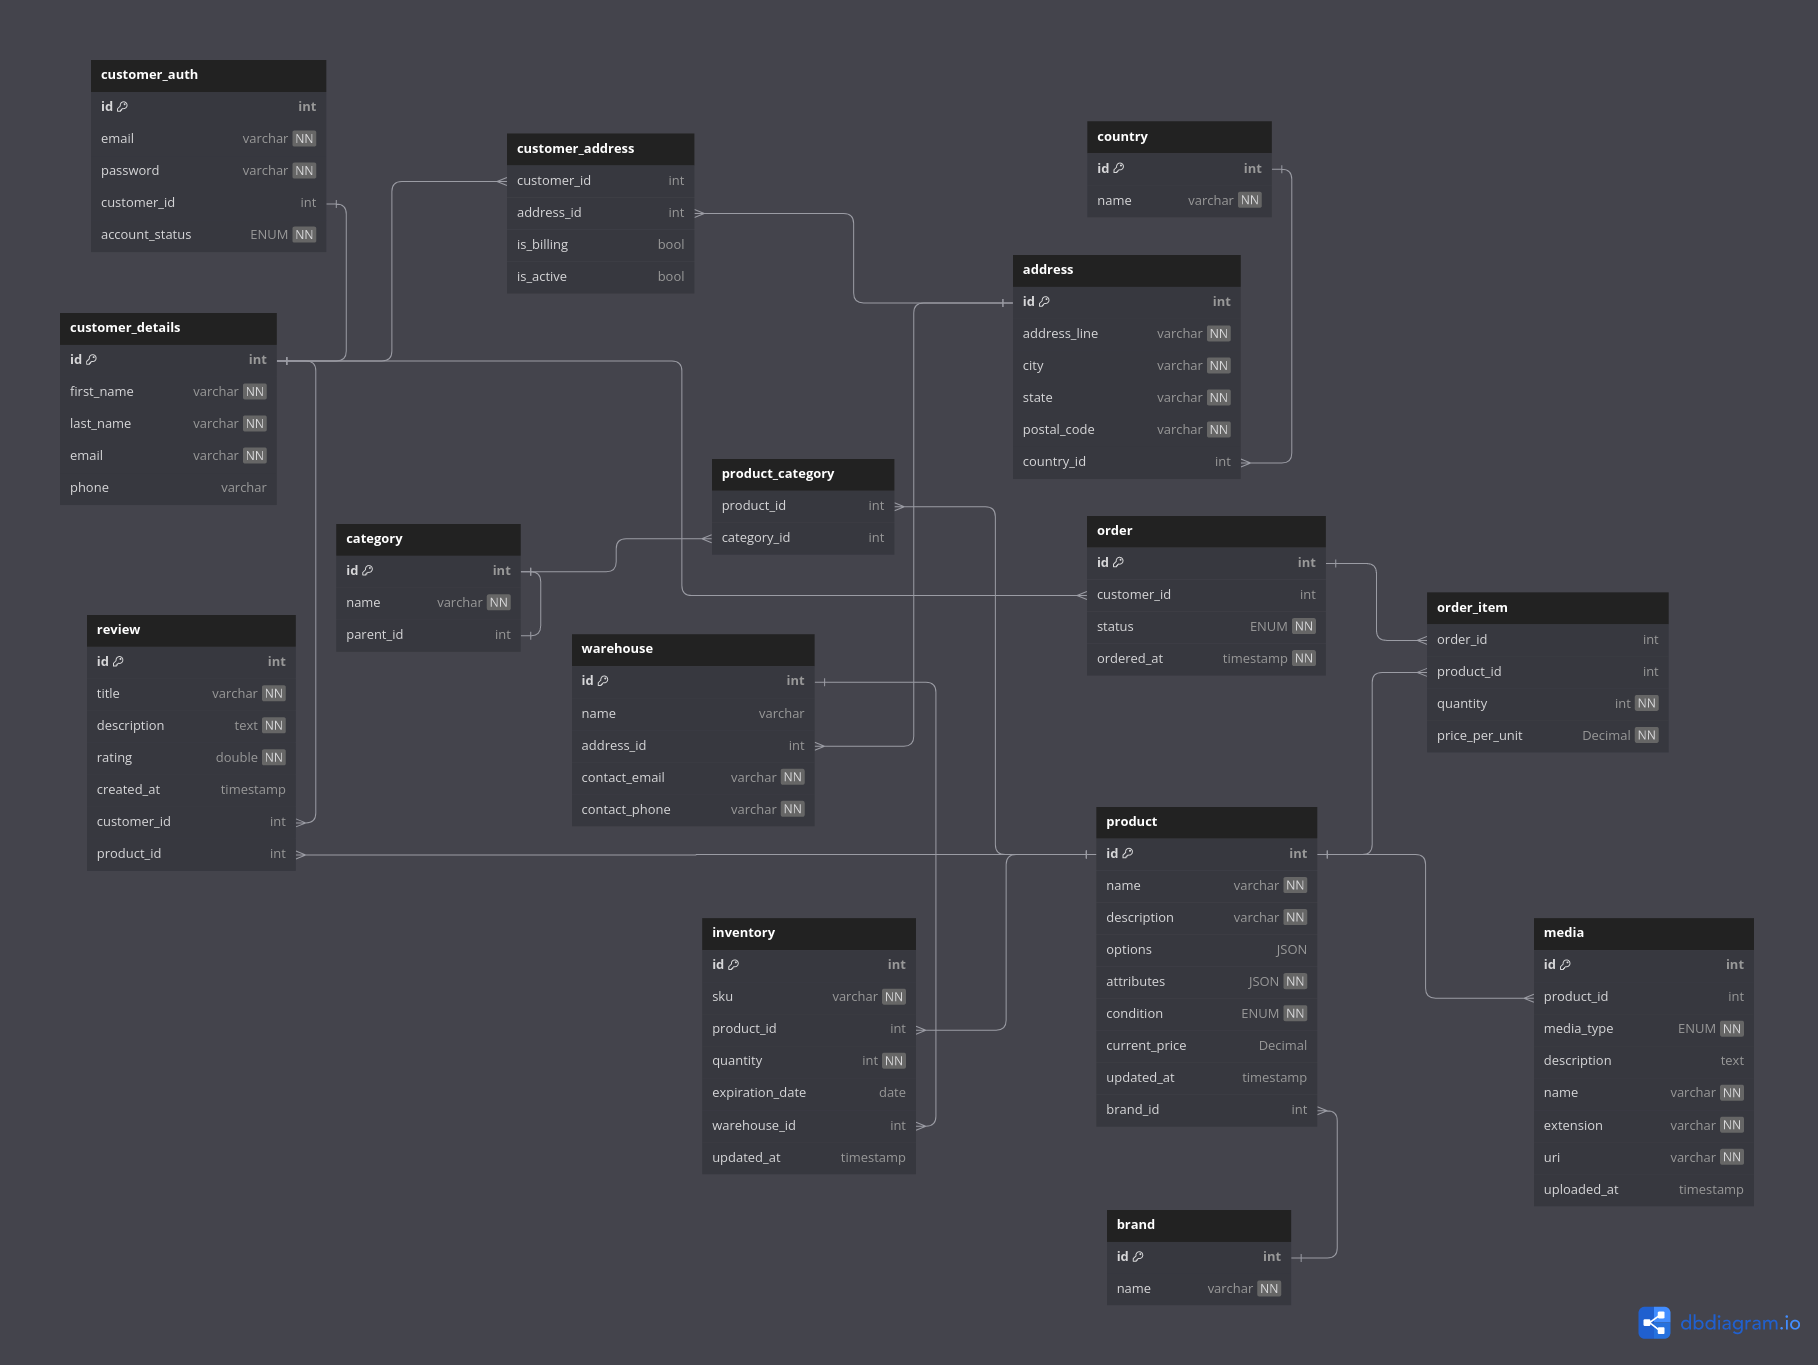 customer_auth
id int
email varchar NN
password varchar NN
customer_id int
account_status ENUM NN
customer_address
customer_id int
address_id int
is_billing bool
is_active bool
country
id int
name varchar NN
address
id int
address_line varchar NN
city varchar NN
state varchar NN
postal_code varchar NN
country_id int
customer_details
id int
first_name varchar NN
last_name varchar NN
email varchar NN
phone varchar
product_category
product_id int
category_id int
category
id int
name varchar NN
parent_id int
order
id int
customer_id int
status ENUM NN
ordered_at timestamp NN
order_item
order_id int
product_id int
quantity int NN
price_per_unit Decimal NN
review
id int
title varchar NN
description text NN
rating double NN
created_at timestamp
customer_id int
product_id int
warehouse
id int
name varchar
address_id int
contact_email varchar NN
contact_phone varchar NN
product
id int
name varchar NN
description varchar NN
options JSON
attributes JSON NN
condition ENUM NN
current_price Decimal
updated_at timestamp
brand_id int
inventory
id int
sku varchar NN
product_id int
quantity int NN
expiration_date date
warehouse_id int
updated_at timestamp
media
id int
product_id int
media_type ENUM NN
description text
name varchar NN
extension varchar NN
uri varchar NN
uploaded_at timestamp
brand
id int
name varchar NN
dbdiagram.io